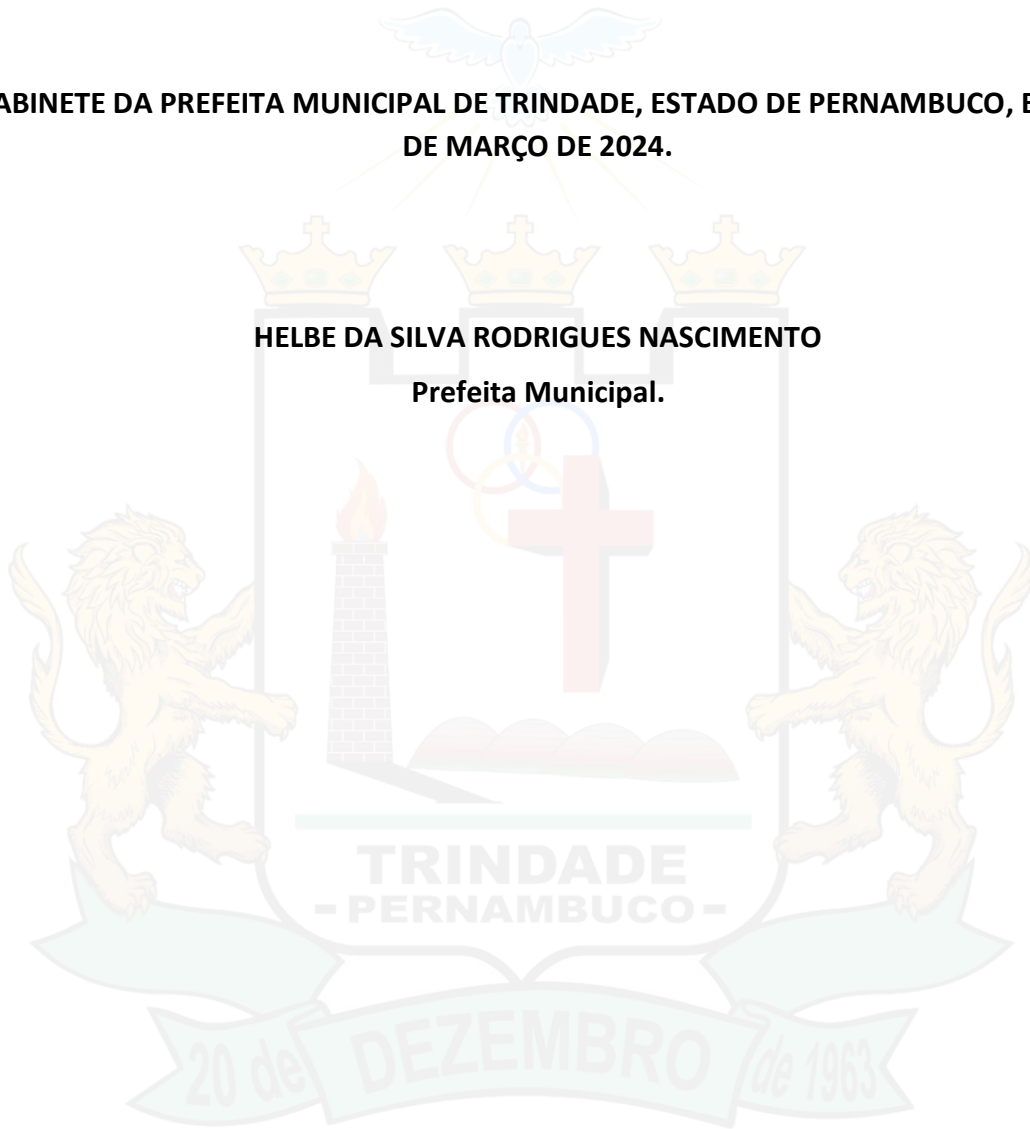 ABINETE DA PREFEITA MUNICIPAL DE TRINDADE, ESTADO DE PERNAMBUCO, E
DE MARÇO DE 2024.
HELBE DA SILVA RODRIGUES NASCIMENTO
Prefeita Municipal.
TRINDADE
- PERNAMBUCO -
20 de DEZEMBRO de 1963